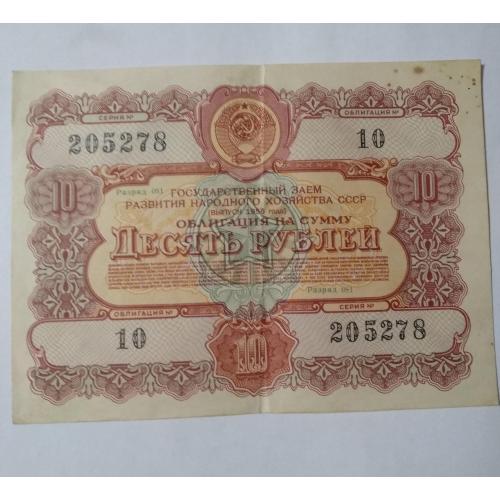 СЕРИЯ №
ОБЛИГАЦИЯ №
205278
10
Разряд 081
ГОСУДАРСТВЕННЫЙ ЗАЕМ
РАЗВИТИЯ НАРОДНОГО ХОЗЯЙСТВА СССР
(ВЫПУСК 1956 года)
ОБЛИГАЦИЯ НА СУММУ
10
10
ДЕСЯТЬ РУБЛЕЙ
Разряд 081
ОБЛИГАЦИЯ №
СЕРИЯ №
10
205278
10